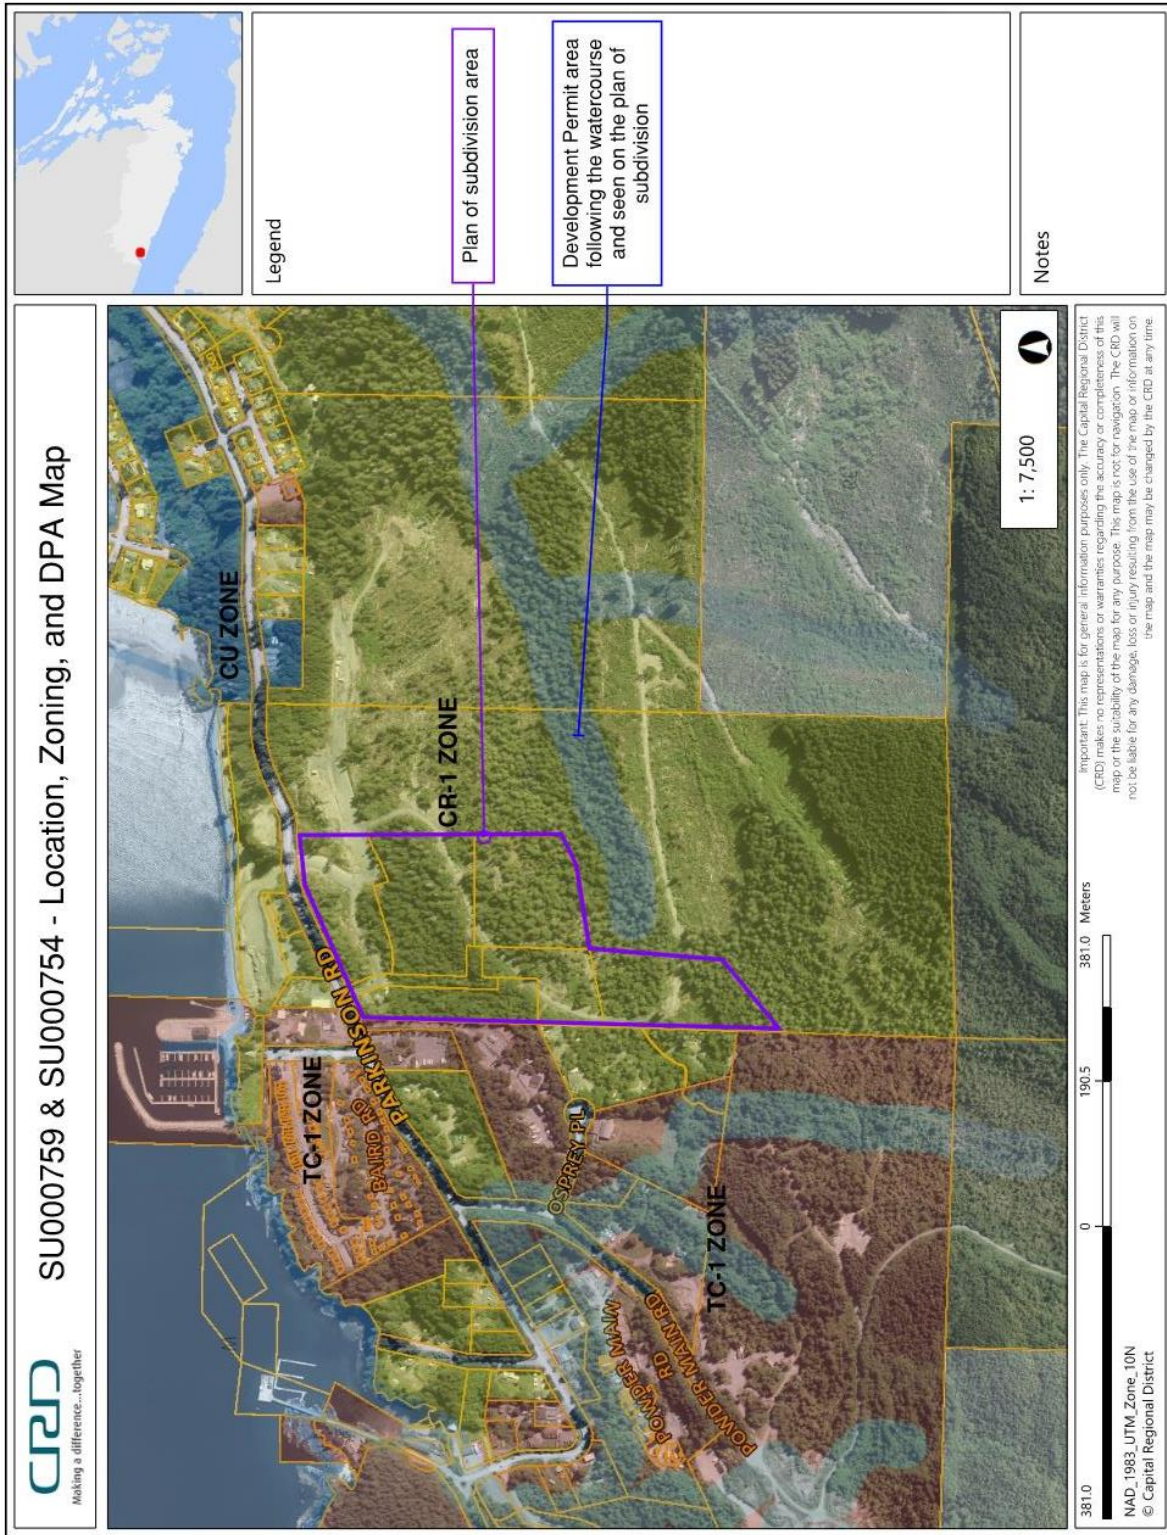 CRD
Making a difference...together
SU000759 & SU000754 - Location, Zoning, and DPA Map
Legend
Plan of subdivision area
Development Permit area
following the watercourse
and seen on the plan of
subdivision
Notes
CU ZONE
CR-1 ZONE
TC-1 ZONE
PARKINSON RD
BAIRD RD
OSPREY PL
TC-1 ZONE
POWDER MAIN
RD
POWDER MAIN RD
1: 7,500
381.0
0
190.5
381.0 Meters
NAD_1983_UTM_Zone_10N
© Capital Regional District
Important: This map is for general information purposes only. The Capital Regional District
(CRD) makes no representations or warranties regarding the accuracy or completeness of this
map or the suitability of the map for any purpose. This map is not for navigation. The CRD will
not be liable for any damage, loss or injury resulting from the use of the map or information on
the map and the map may be changed by the CRD at any time.